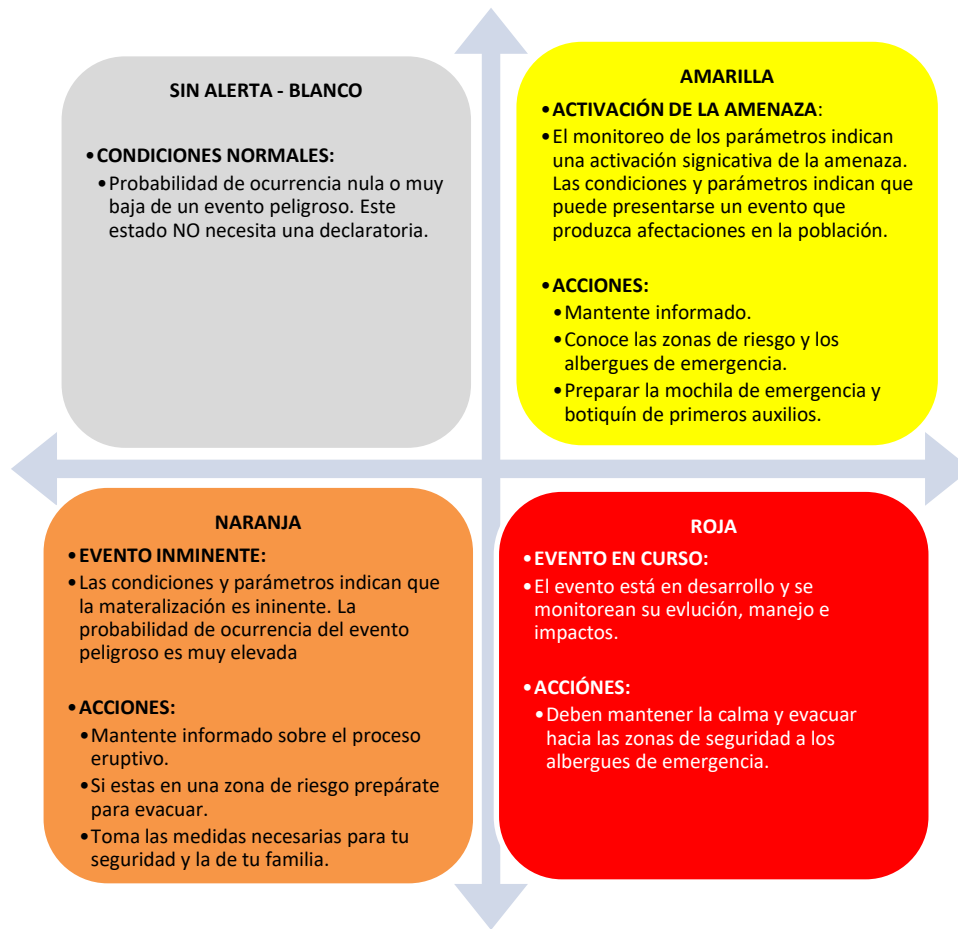 SIN ALERTA - BLANCO
•CONDICIONES NORMALES:
•Probabilidad de ocurrencia nula o muy
baja de un evento peligroso. Este
estado NO necesita una declaratoria.
AMARILLA
•ACTIVACIÓN DE LA AMENAZA:
•El monitoreo de los parámetros indican
una activación signicativa de la amenaza.
Las condiciones y parámetros indican que
puede presentarse un evento que
produzca afectaciones en la población.
•ACCIONES:
•Mantente informado.
•Conoce las zonas de riesgo y los
albergues de emergencia.
•Preparar la mochila de emergencia y
botiquín de primeros auxilios.
NARANJA
•EVENTO INMINENTE:
•Las condiciones y parámetros indican que
la materalización es ininente. La
probabilidad de ocurrencia del evento
peligroso es muy elevada
•ACCIONES:
•Mantente informado sobre el proceso
eruptivo.
•Si estas en una zona de riesgo prepárate
para evacuar.
•Toma las medidas necesarias para tu
seguridad y la de tu familia.
ROJA
•EVENTO EN CURSO:
•El evento está en desarrollo y se
monitorean su evlución, manejo e
impactos.
•ACCIÓNES:
•Deben mantener la calma y evacuar
hacia las zonas de seguridad a los
albergues de emergencia.